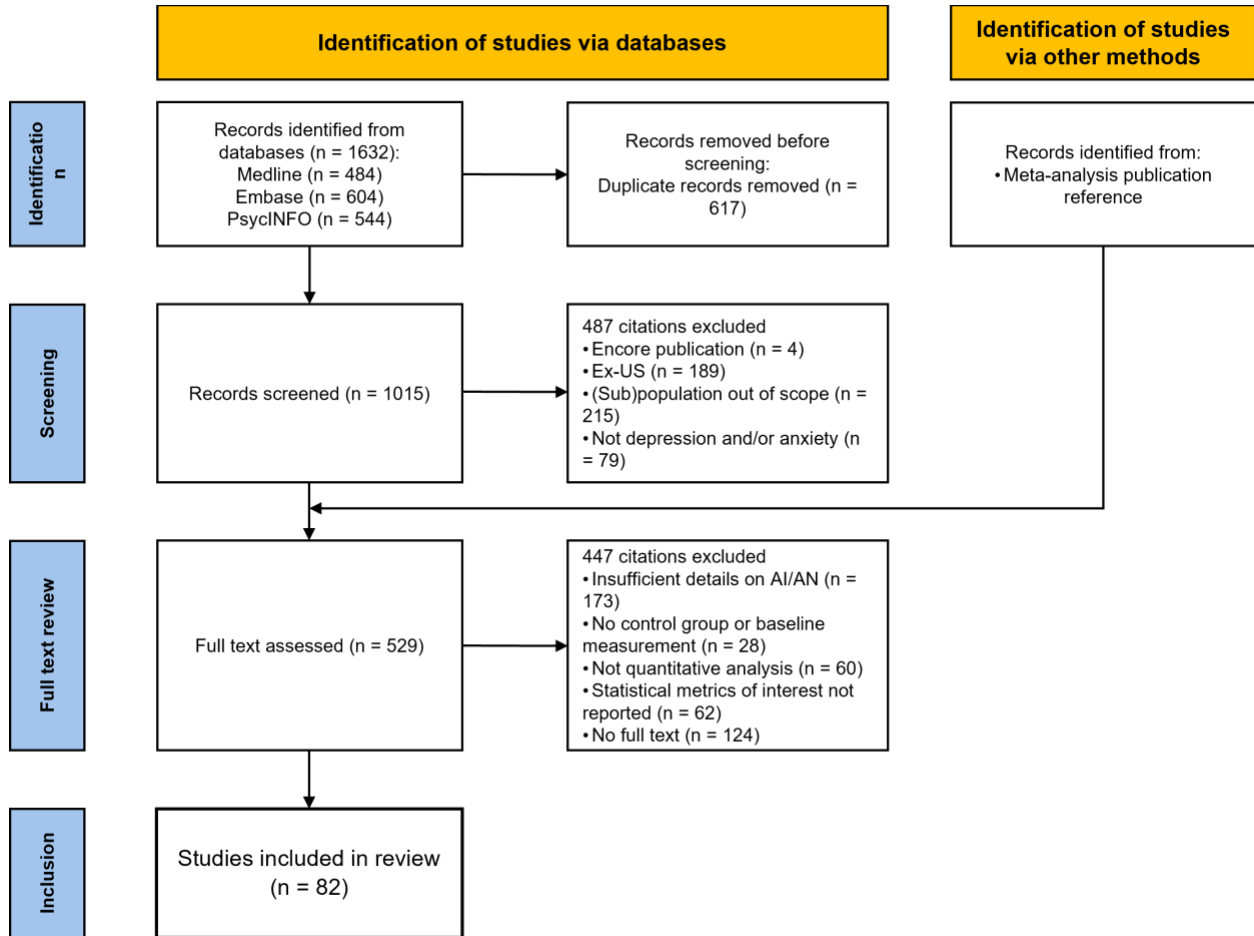 Identification of studies via databases
Identification of studies
via other methods
Identificatio
n
Records identified from
databases (n = 1632):
Medline (n = 484)
Embase (n = 604)
PsycINFO (n = 544)
Records removed before
screening:
Duplicate records removed (n =
617)
Records identified from:
•Meta-analysis publication
reference
Screening
Records screened (n = 1015)
487 citations excluded
•Encore publication (n = 4)
•Ex-US (n = 189)
•(Sub)population out of scope (n =
215)
•Not depression and/or anxiety (n
= 79)
Full text review
Full text assessed (n = 529)
447 citations excluded
•Insufficient details on AI/AN (n =
173)
•No control group or baseline
measurement (n = 28)
•Not quantitative analysis (n = 60)
•Statistical metrics of interest not
reported (n = 62)
•No full text (n = 124)
Inclusion
Studies included in review
(n = 82)